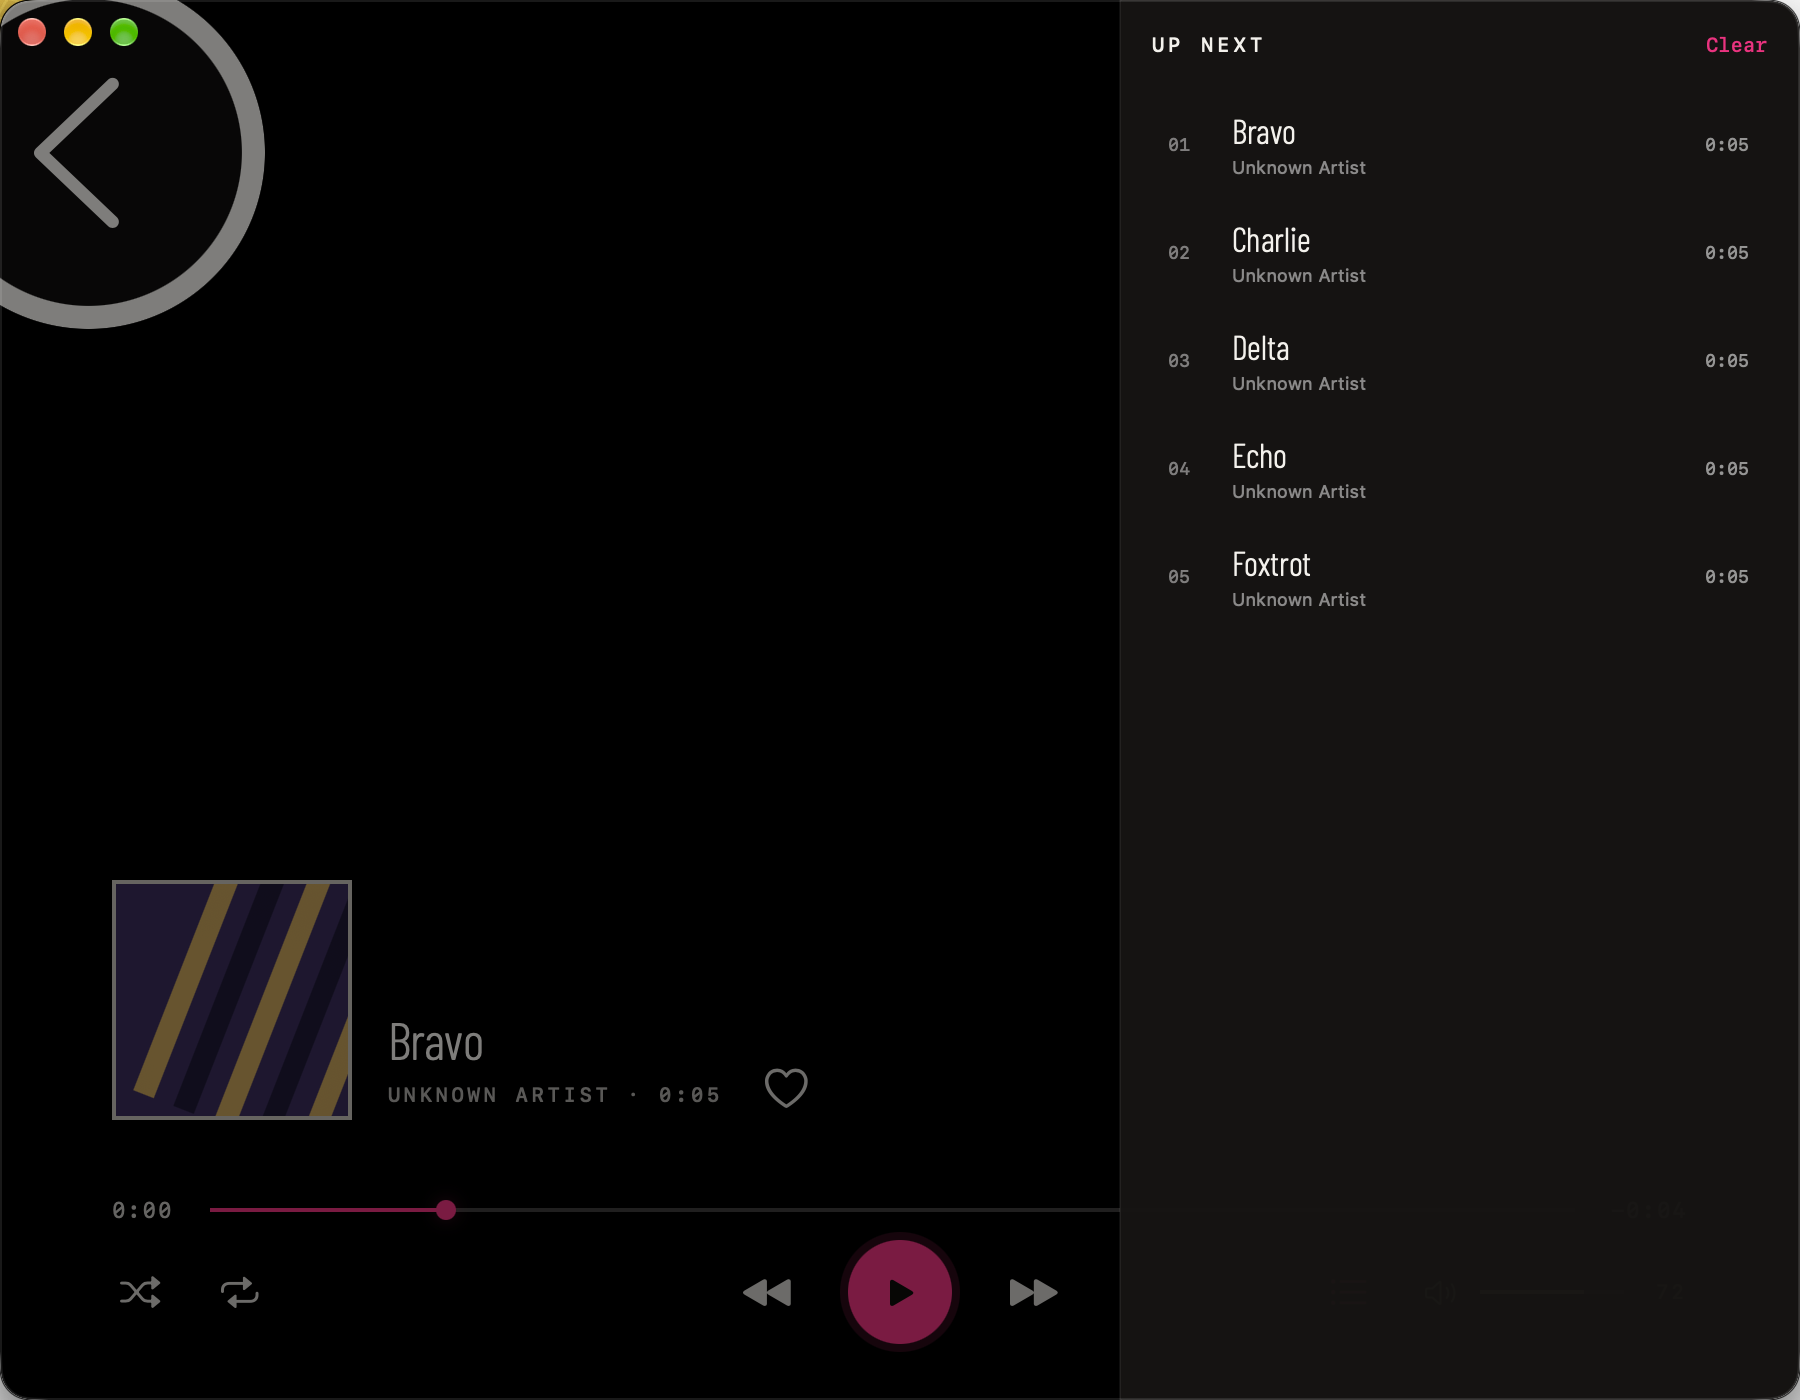 UP NEXT
Clear
01
Bravo
Unknown Artist
0:05
02
Charlie
Unknown Artist
0:05
03
Delta
Unknown Artist
0:05
04
Echo
Unknown Artist
0:05
05
Foxtrot
Unknown Artist
0:05
Bravo
UNKNOWN ARTIST · 0:05
0:00